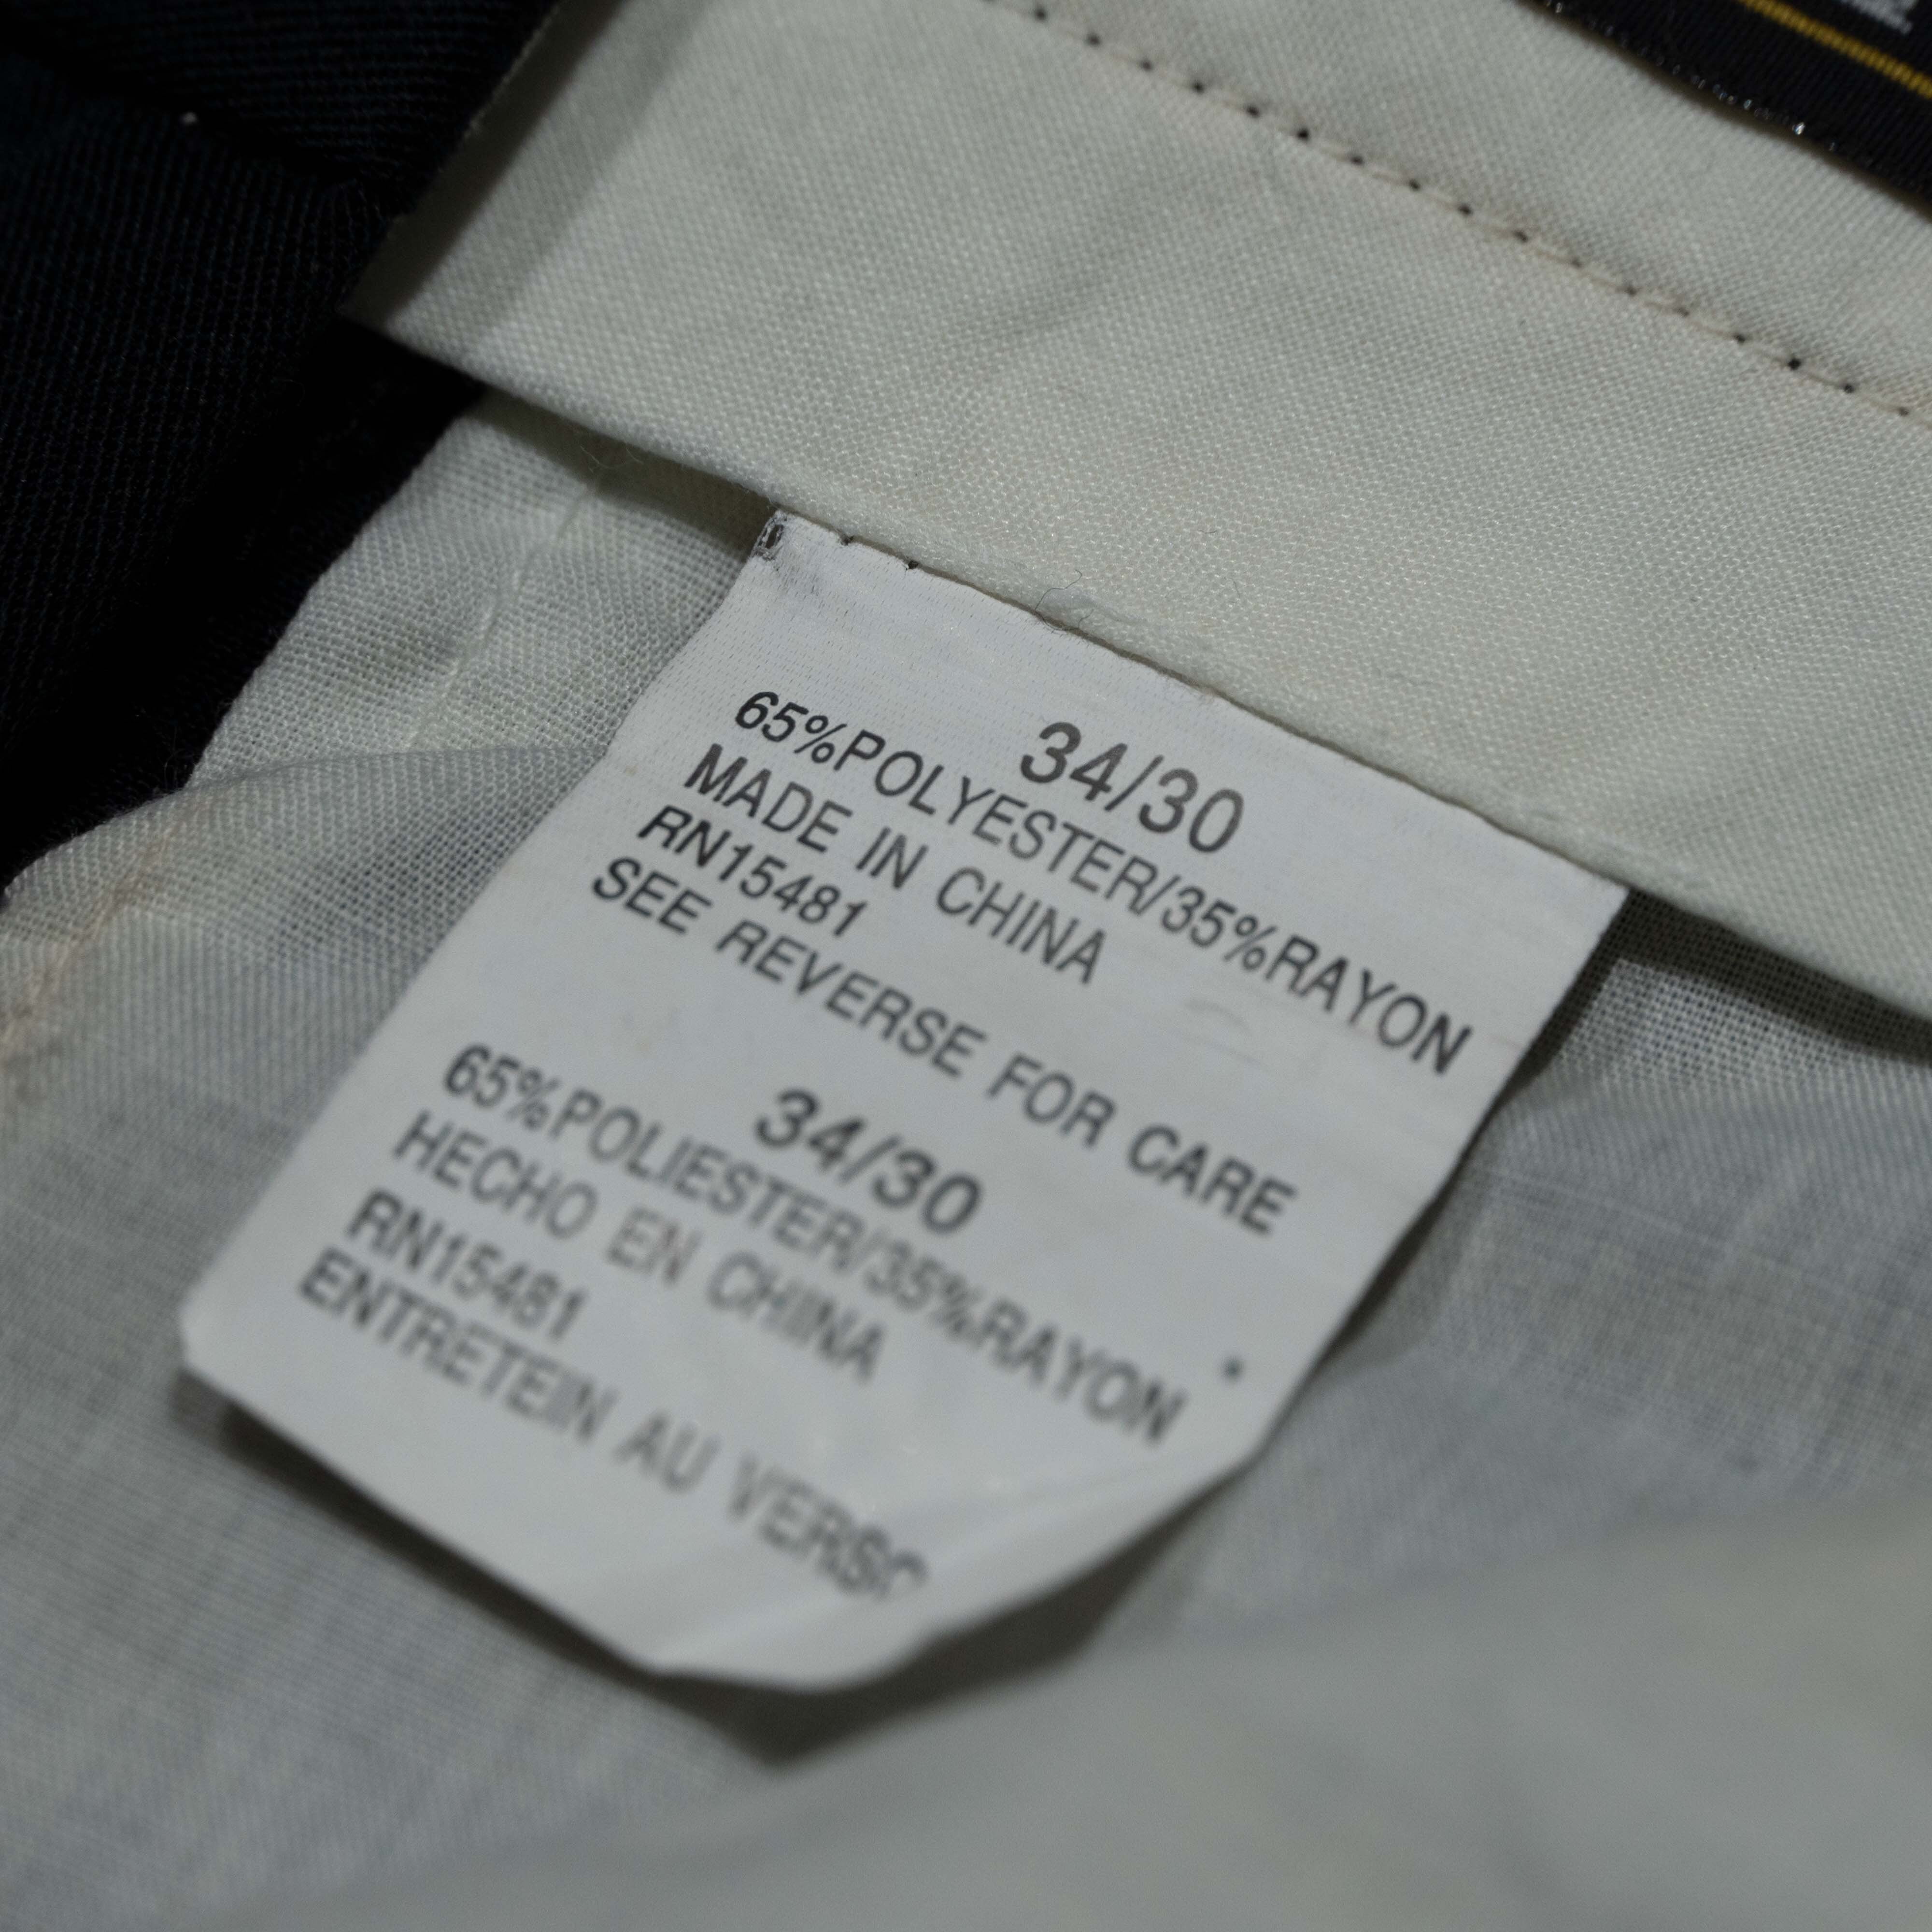 34/30
65%POLYESTER/35%RAYON
MADE IN CHINA
RN15481
SEE REVERSE FOR CARE
34/30
65%POLIESTER/35%RAYON
HECHO EN CHINA
RN15481
ENTRETEIN AU VERSO